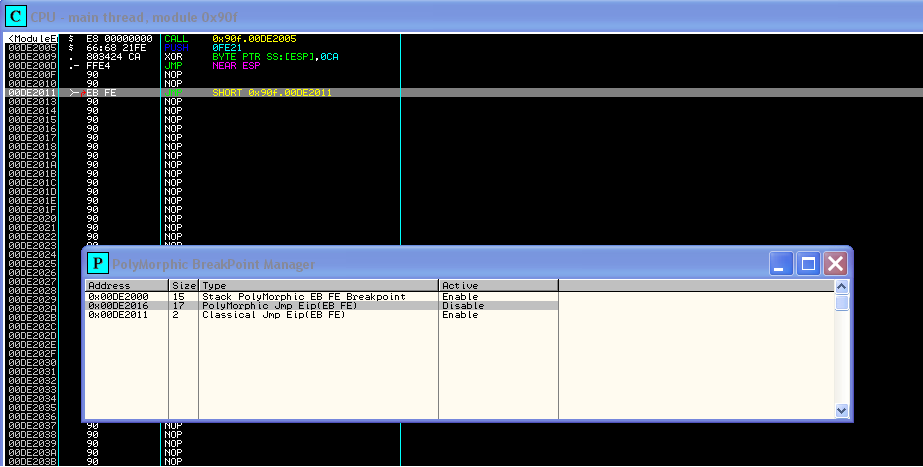 C CPU - main thread, module 0x90f
<ModuleEn $ E8 00000000 CALL 0x90f.00DE2005
00DE2005 $ 66:68 21FE PUSH 0FE21
00DE2009 . 803424 CA XOR BYTE PTR SS:[ESP],0CA
00DE200D .- FFE4 JMP NEAR ESP
00DE200F 90 NOP
00DE2010 90 NOP
00DE2011 >- EB FE SHORT 0x90f.00DE2011
00DE2013 90 NOP
00DE2014 90 NOP
00DE2015 90 NOP
00DE2016 90 NOP
00DE2017 90 NOP
00DE2018 90 NOP
00DE2019 90 NOP
00DE201A 90 NOP
00DE201B 90 NOP
00DE201C 90 NOP
00DE201D 90 NOP
00DE201E 90 NOP
00DE201F 90 NOP
00DE2020 90 NOP
00DE2021 90 NOP
00DE2022 90 NOP
00DE2023 90 NOP
00DE2024
00DE2025
00DE2026
00DE2027
00DE2028
00DE2029
00DE202A
00DE202B
00DE202C
00DE202D
00DE202E
00DE202F
00DE2030
00DE2031
00DE2032
00DE2033
00DE2034
00DE2035
00DE2036
00DE2037 90 NOP
00DE2038 90 NOP
00DE2039 90 NOP
00DE203A 90 NOP
00DE203B 90 NOP
P PolyMorphic BreakPoint Manager
Address Size Type Active
0x00DE2000 15 Stack PolyMorphic EB FE Breakpoint Enable
0x00DE2016 17 PolyMorphic Jmp Eip(EB FE) Disable
0x00DE2011 2 Classical Jmp Eip(EB FE) Enable